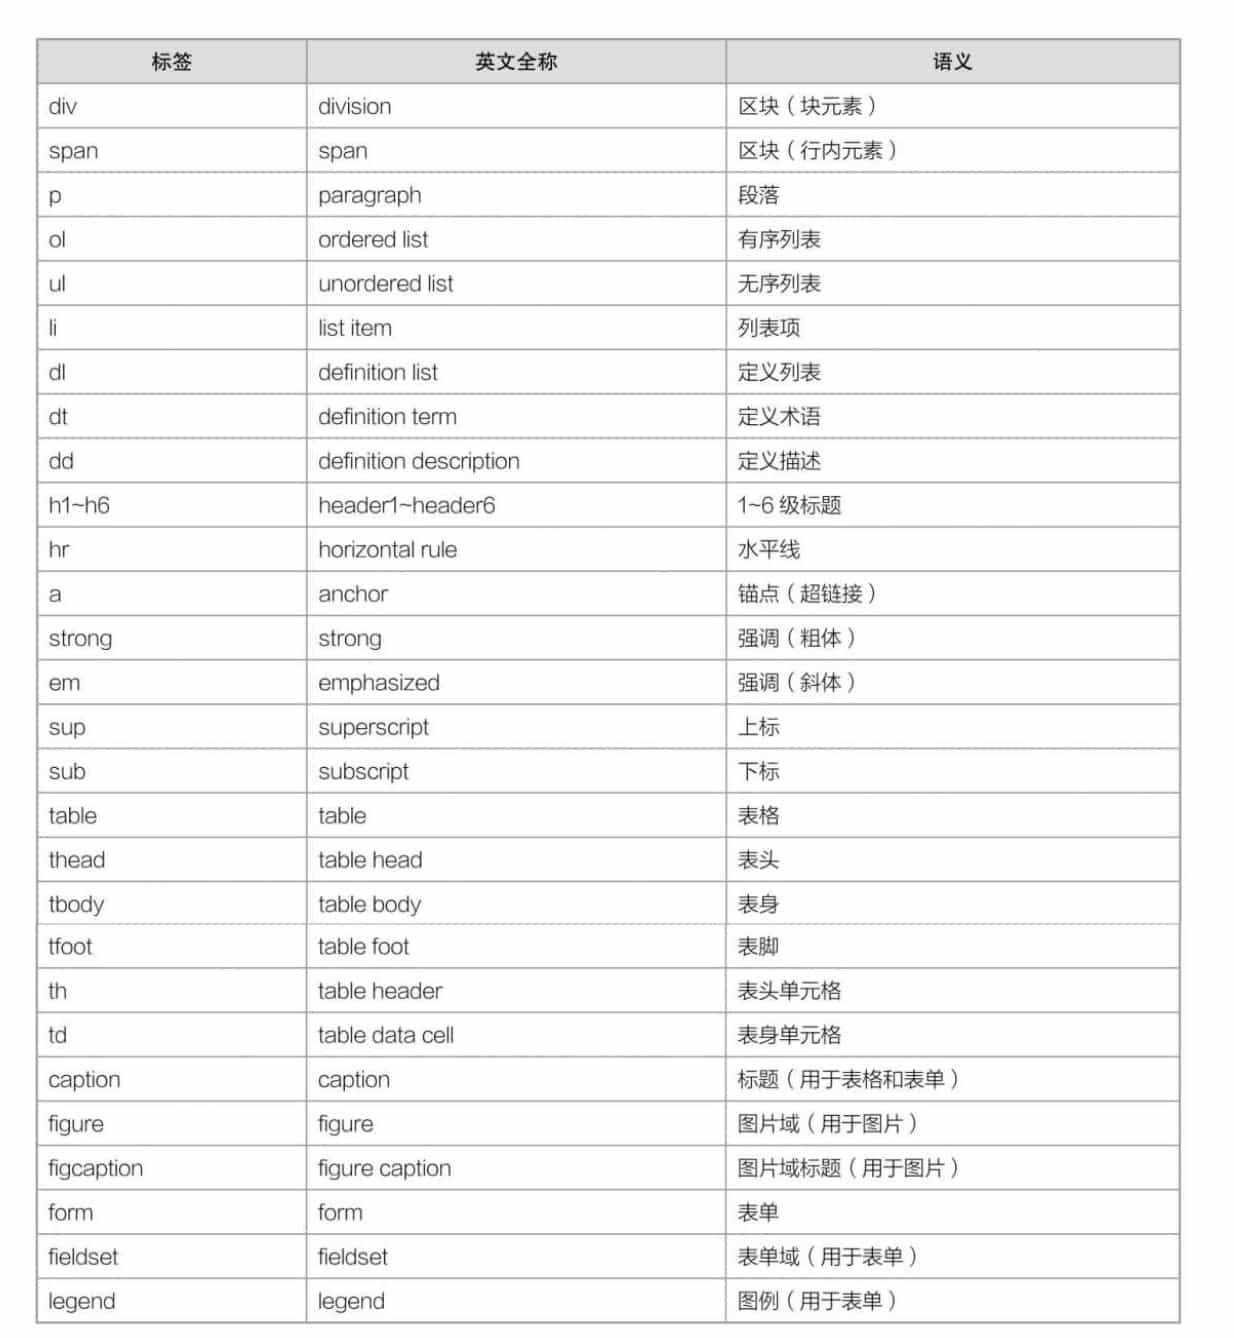 标签 英文全称 语义
div division 区块（块元素）
span span 区块（行内元素）
p paragraph 段落
ol ordered list 有序列表
ul unordered list 无序列表
li list item 列表项
dl definition list 定义列表
dt definition term 定义术语
dd definition description 定义描述
h1~h6 header1~header6 1~6 级标题
hr horizontal rule 水平线
a anchor 锚点（超链接）
strong strong 强调（粗体）
em emphasized 强调（斜体）
sup superscript 上标
sub subscript 下标
table table 表格
thead table head 表头
tbody table body 表身
tfoot table foot 表脚
th table header 表头单元格
td table data cell 表身单元格
caption caption 标题（用于表格和表单）
figure figure 图片域（用于图片）
figcaption figure caption 图片域标题（用于图片）
form form 表单
fieldset fieldset 表单域（用于表单）
legend legend 图例（用于表单）